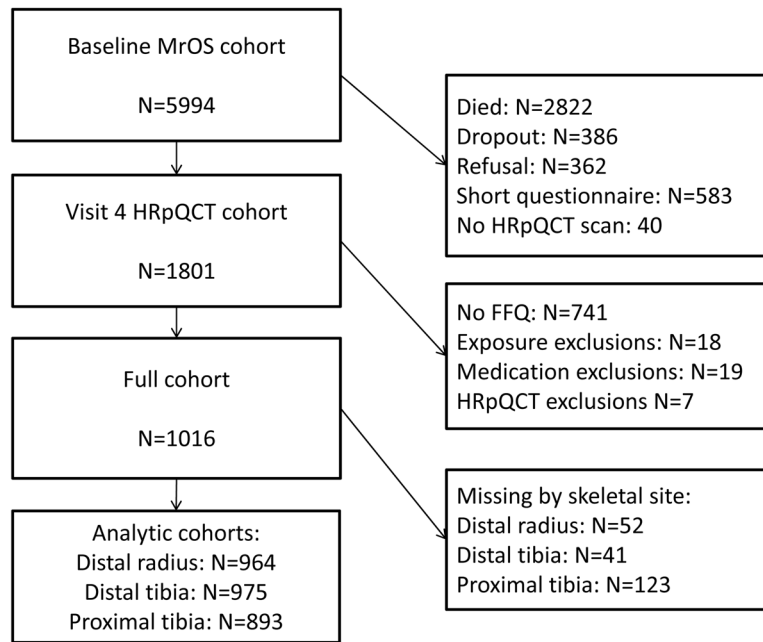 Baseline MrOS cohort
N=5994
Died: N=2822
Dropout: N=386
Refusal: N=362
Short questionnaire: N=583
No HRpQCT scan: 40
Visit 4 HRpQCT cohort
N=1801
No FFQ: N=741
Exposure exclusions: N=18
Medication exclusions: N=19
HRpQCT exclusions N=7
Full cohort
N=1016
Missing by skeletal site:
Distal radius: N=52
Distal tibia: N=41
Proximal tibia: N=123
Analytic cohorts:
Distal radius: N=964
Distal tibia: N=975
Proximal tibia: N=893